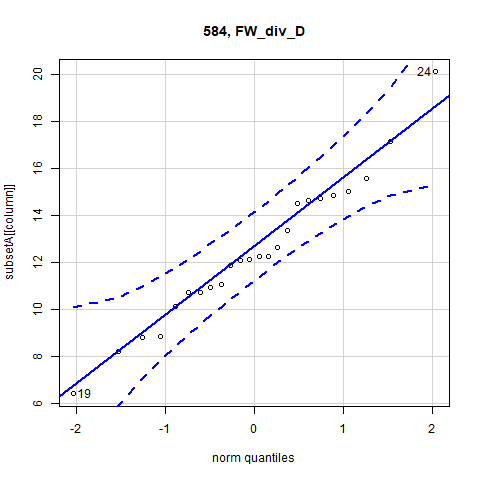 584, FW_div_D
subsetA[[column]]
20
18
16
14
12
10
8
6
24
19
-2 -1 0 1 2
norm quantiles